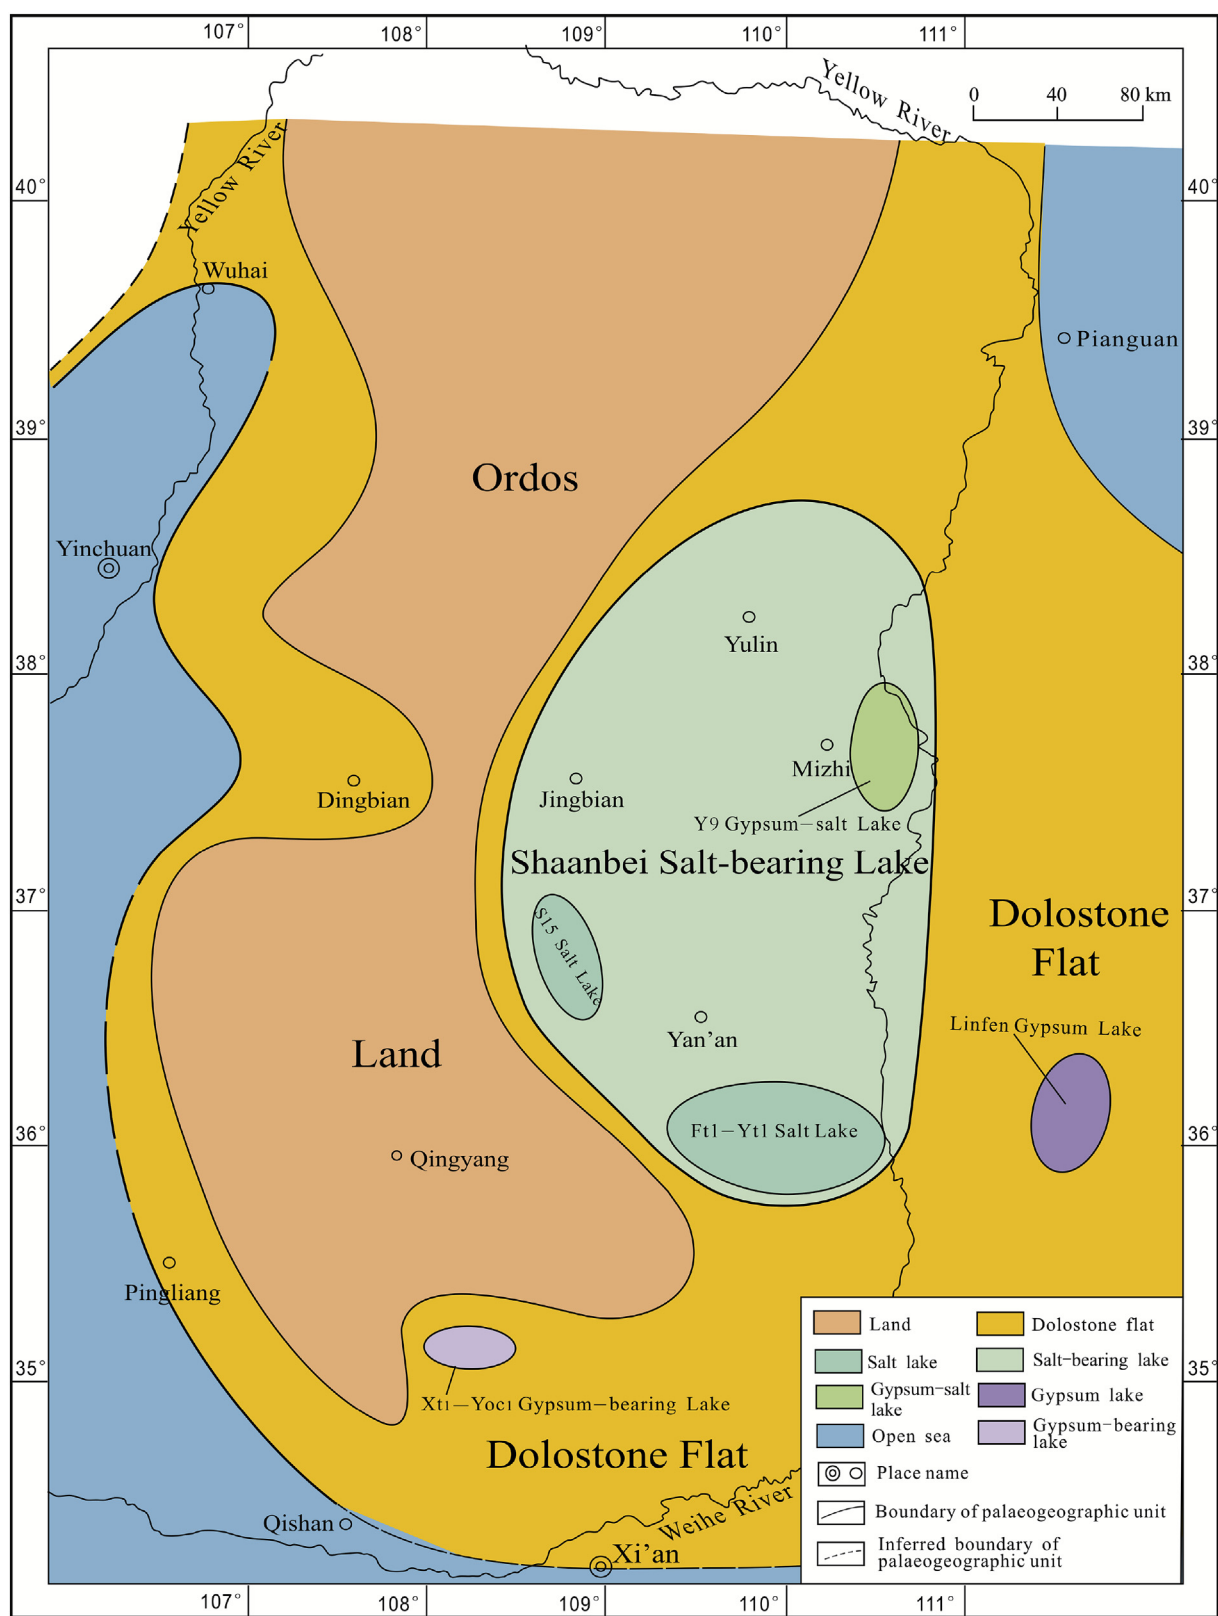 107° 108° 109° 110° 111°
Yellow River
0 40 80 km
Yellow River
40° 40°
Wuhai
Pianguan
39° 39°
Ordos
Yinchuan
Yulin
38° 38°
Mizhi
Dingbian
Jingbian
Y9 Gypsum-salt Lake
Shaanbei Salt-bearing Lake
37° 37°
Dolostone
Flat
S15 Salt Lake
Linfen Gypsum Lake
Yan'an
Land
Ft1-Yt1 Salt Lake
36° 36°
Qingyang
Pingliang
Land
Dolostone flat
Salt lake
Salt-bearing lake
35° 35°
Gypsum-salt
lake
Gypsum lake
Xt1-Yoc1 Gypsum-bearing Lake
Open sea
Gypsum-bearing
lake
Dolostone Flat
Place name
Weihe River
Boundary of palaeogeographic unit
Qishan
Xi'an
Inferred boundary of
palaeogeographic unit
107° 108° 109° 110° 111°